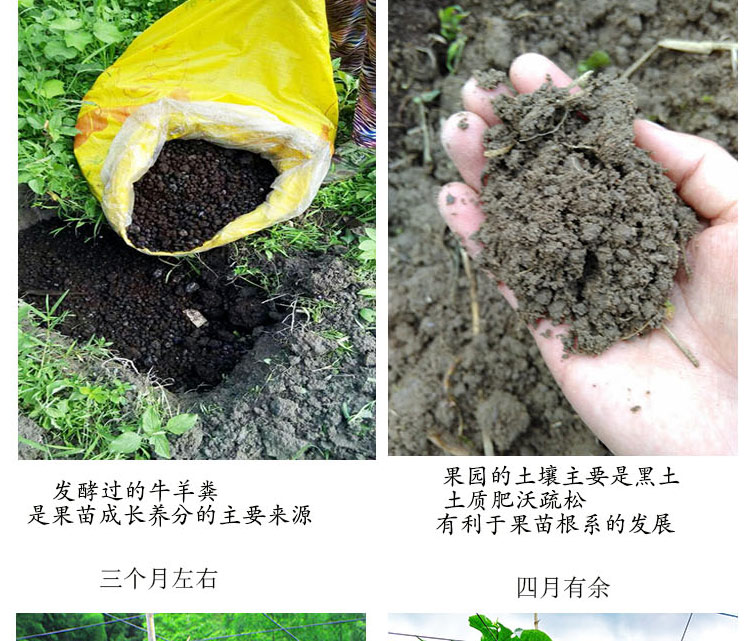 发酵过的牛羊粪
是果苗成长养分的主要来源
果园的土壤主要是黑土
土质肥沃疏松
有利于果苗根系的发展
三个月左右
四月有余